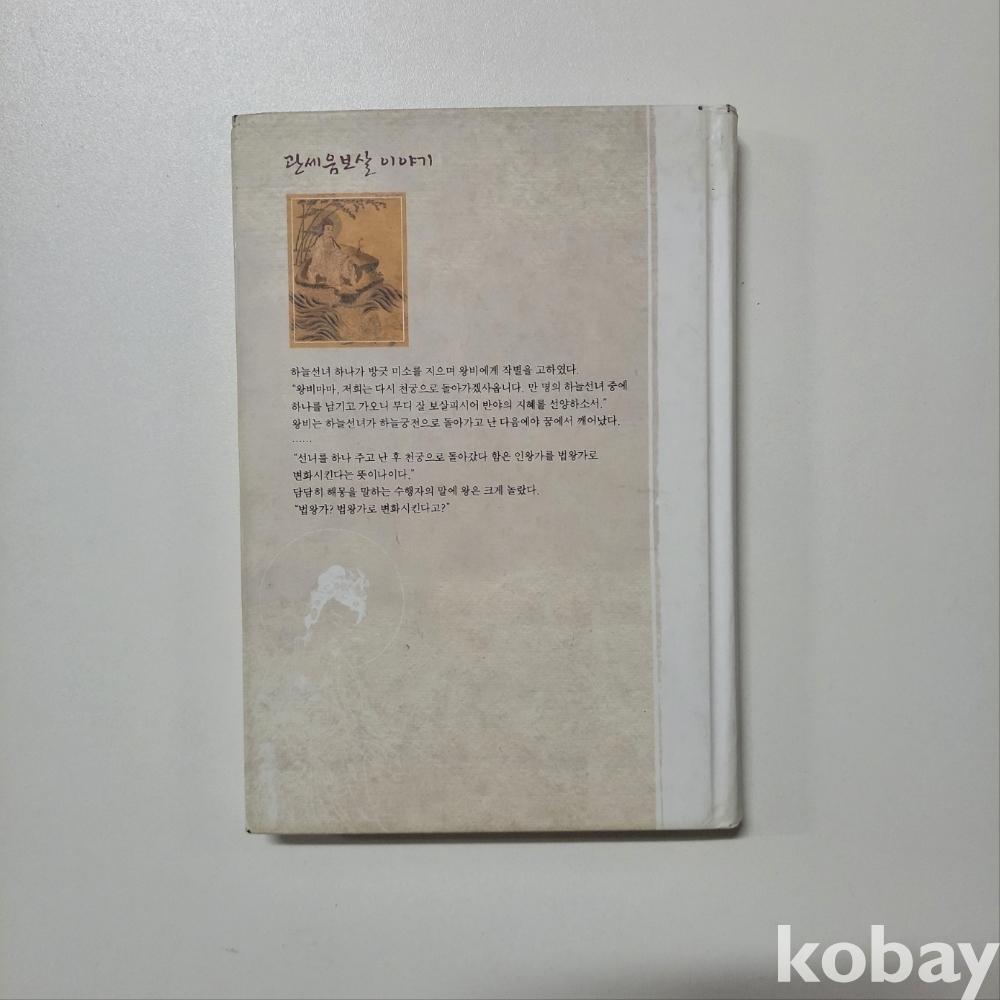 관세음보살 이야기
하늘선녀 하나가 방긋 미소를 지으며 왕비에게 작별을 고하였다.
"왕비마마, 저희는 다시 천궁으로 돌아가겠사옵니다. 만 명의 하늘선녀 중에
하나를 남기고 가오니 부디 잘 보살피시어 반야의 지혜를 선양하소서."
왕비는 하늘선녀가 하늘궁전으로 돌아가고 난 다음에야 꿈에서 깨어났다.
……
"선녀를 하나 주고 난 후 천궁으로 돌아갔다 함은 인왕가를 법왕가로
변화시킨다는 뜻이나이다."
담담히 해몽을 말하는 수행자의 말에 왕은 크게 놀랐다.
"법왕가? 법왕가로 변화시킨다고?"
kobay